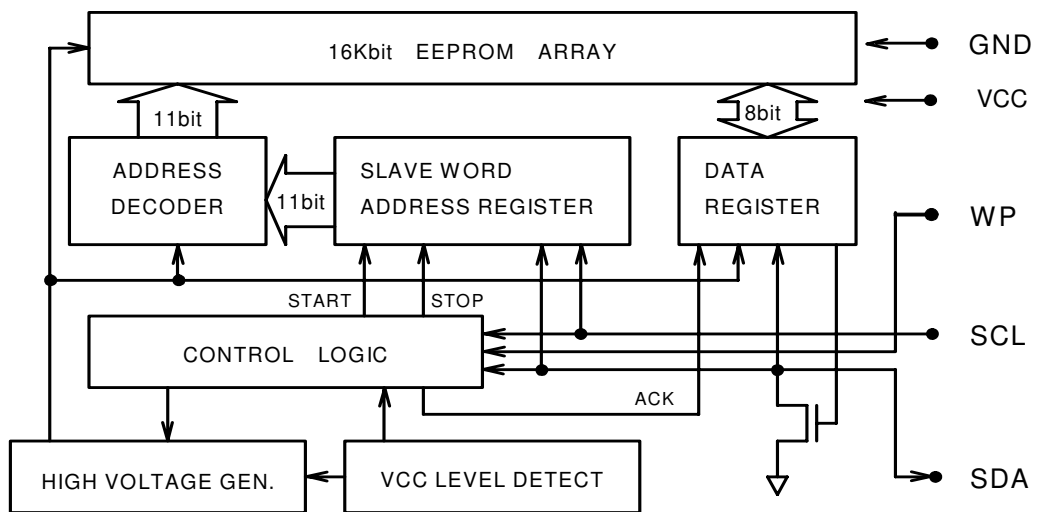 16Kbit EEPROM ARRAY
GND
VCC
11bit
8bit
ADDRESS
DECODER
11bit
SLAVE WORD
ADDRESS REGISTER
DATA
REGISTER
WP
START
STOP
CONTROL LOGIC
SCL
ACK
HIGH VOLTAGE GEN.
VCC LEVEL DETECT
SDA